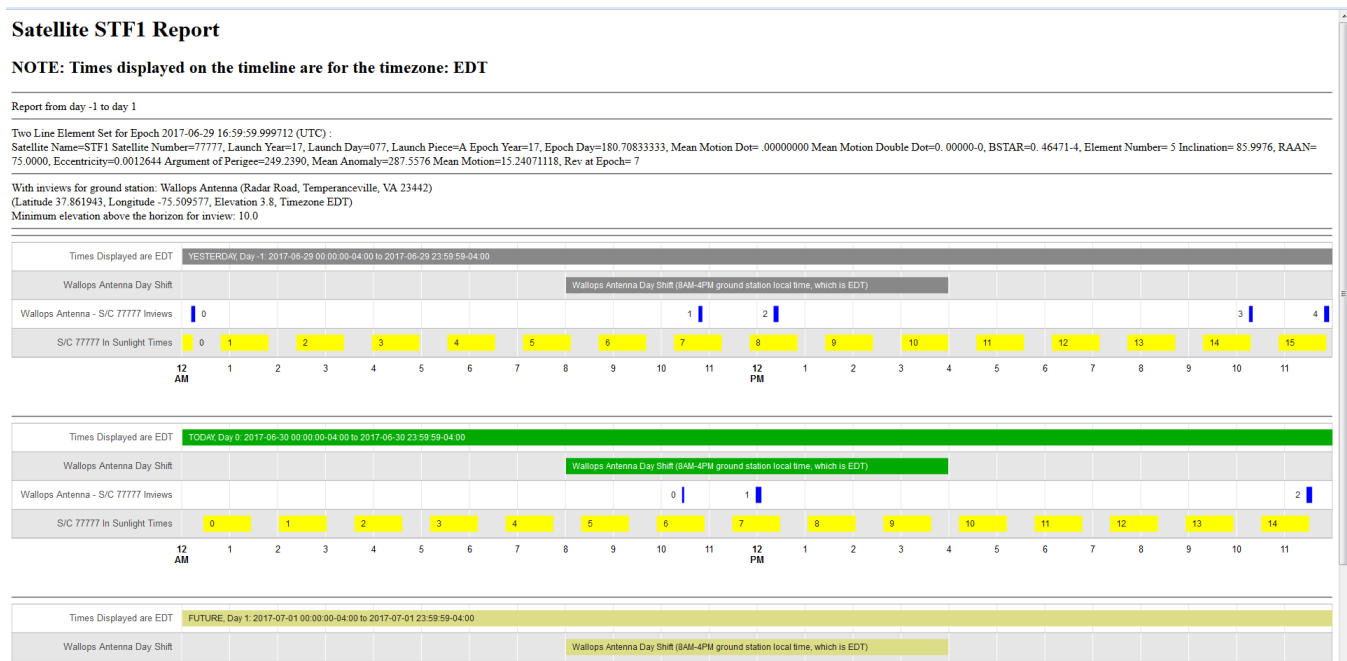 Satellite STF1 Report
NOTE: Times displayed on the timeline are for the timezone: EDT
Report from day -1 to day 1
Two Line Element Set for Epoch 2017-06-29 16:59:59.999712 (UTC) :
Satellite Name=STF1 Satellite Number=77777, Launch Year=17, Launch Day=077, Launch Piece=A Epoch Year=17, Epoch Day=180.70833333, Mean Motion Dot= .00000000 Mean Motion Double Dot=0. 00000-0, BSTAR=0. 46471-4, Element Number= 5 Inclination= 85.9976, RAAN=
75.0000, Eccentricity=0.0012644 Argument of Perigee=249.2390, Mean Anomaly=287.5576 Mean Motion=15.24071118, Rev at Epoch= 7
With inviews for ground station: Wallops Antenna (Radar Road, Temperanceville, VA 23442)
(Latitude 37.861943, Longitude -75.509577, Elevation 3.8, Timezone EDT)
Minimum elevation above the horizon for inview: 10.0
Times Displayed are EDT YESTERDAY, Day -1: 2017-06-29 00:00:00-04:00 to 2017-06-29 23:59:59-04:00
Wallops Antenna Day Shift Wallops Antenna Day Shift (8AM-4PM ground station local time, which is EDT)
Wallops Antenna - S/C 77777 Inviews 0 1 2 3 4
S/C 77777 In Sunlight Times 0 1 2 3 4 5 6 7 8 9 10 11 12 13 14 15
12 1 2 3 4 5 6 7 8 9 10 11 12 1 2 3 4 5 6 7 8 9 10 11
AM PM
Times Displayed are EDT TODAY, Day 0: 2017-06-30 00:00:00-04:00 to 2017-06-30 23:59:59-04:00
Wallops Antenna Day Shift Wallops Antenna Day Shift (8AM-4PM ground station local time, which is EDT)
Wallops Antenna - S/C 77777 Inviews 0 1 2
S/C 77777 In Sunlight Times 0 1 2 3 4 5 6 7 8 9 10 11 12 13 14
12 1 2 3 4 5 6 7 8 9 10 11 12 1 2 3 4 5 6 7 8 9 10 11
AM PM
Times Displayed are EDT FUTURE, Day 1: 2017-07-01 00:00:00-04:00 to 2017-07-01 23:59:59-04:00
Wallops Antenna Day Shift Wallops Antenna Day Shift (8AM-4PM ground station local time, which is EDT)